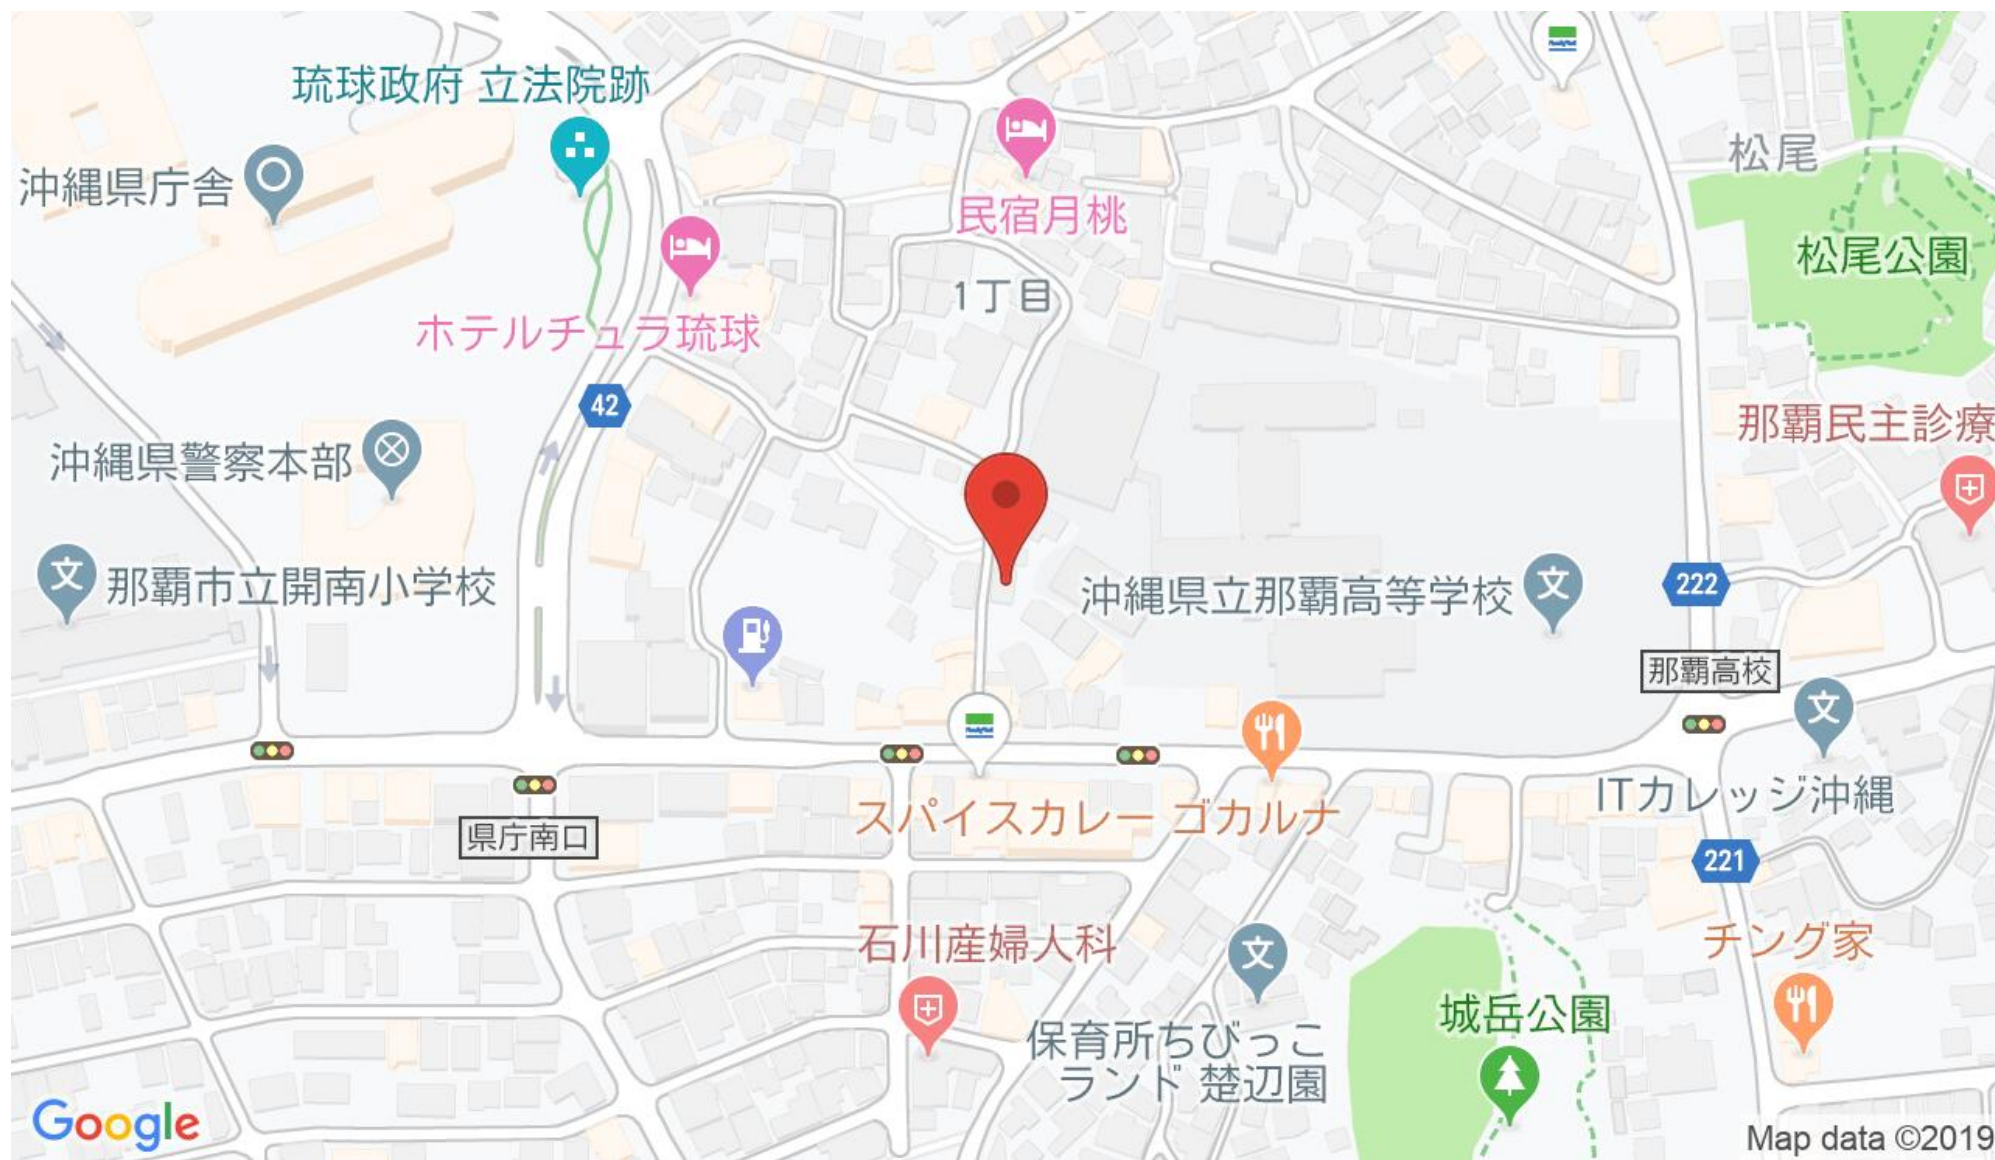 琉球政府 立法院跡
沖縄県庁舎
民宿月桃
松尾
松尾公園
1丁目
ホテルチュラ琉球
42
那覇民主診療
沖縄県警察本部
文
那覇市立開南小学校
沖縄県立那覇高等学校
文
222
那覇高校
文
ITカレッジ沖縄
スパイスカレー ゴカルナ
県庁南口
221
チング家
石川産婦人科
文
城岳公園
保育所ちびっこ
ランド 楚辺園
Google
Map data ©2019